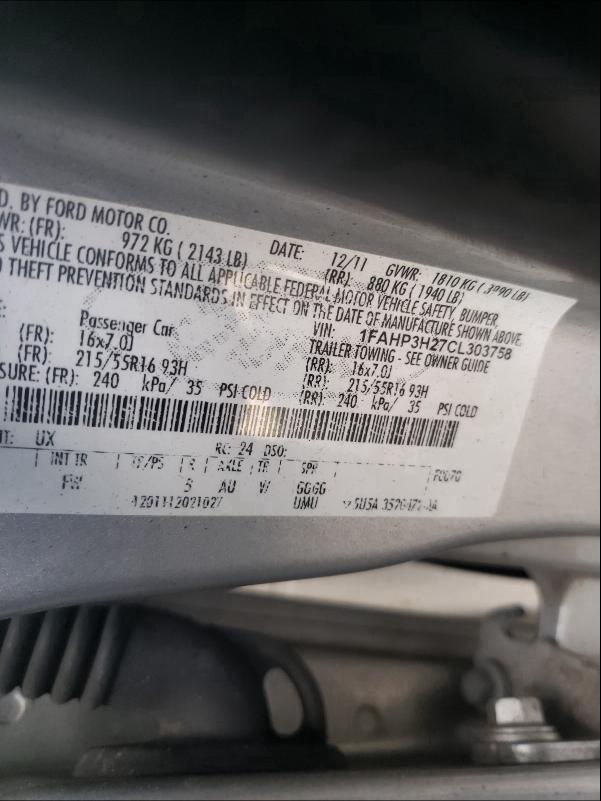 D. BY FORD MOTOR CO.
WR: (FR): 972 KG ( 2143 LB) DATE: 12/11 GVWR: 1810 KG ( 3990 LB)
(RR): 880 KG (1940 LB)
S VEHICLE CONFORMS TO ALL APPLICABLE FEDERAL MOTOR VEHICLE SAFETY, BUMPER,
THEFT PREVENTION STANDARDS IN EFFECT ON THE DATE OF MANUFACTURE SHOWN ABOVE.
VIN: 1FAHP3H27CL303758
E: Passenger Car TRAILER TOWING - SEE OWNER GUIDE
(FR): 16x7.0J (RR): 16x7.0J
(FR): 215/55R16 93H (RR): 215/55R16 93H
SURE: (FR): 240 kPa/ 35 PSI COLD (RR): 240 kPa/ 35 PSI COLD
NT: UX RC: 24 DSO:
INT TR TP/PS R AXLE TR SPR
FW B AU W GGGG
UMU